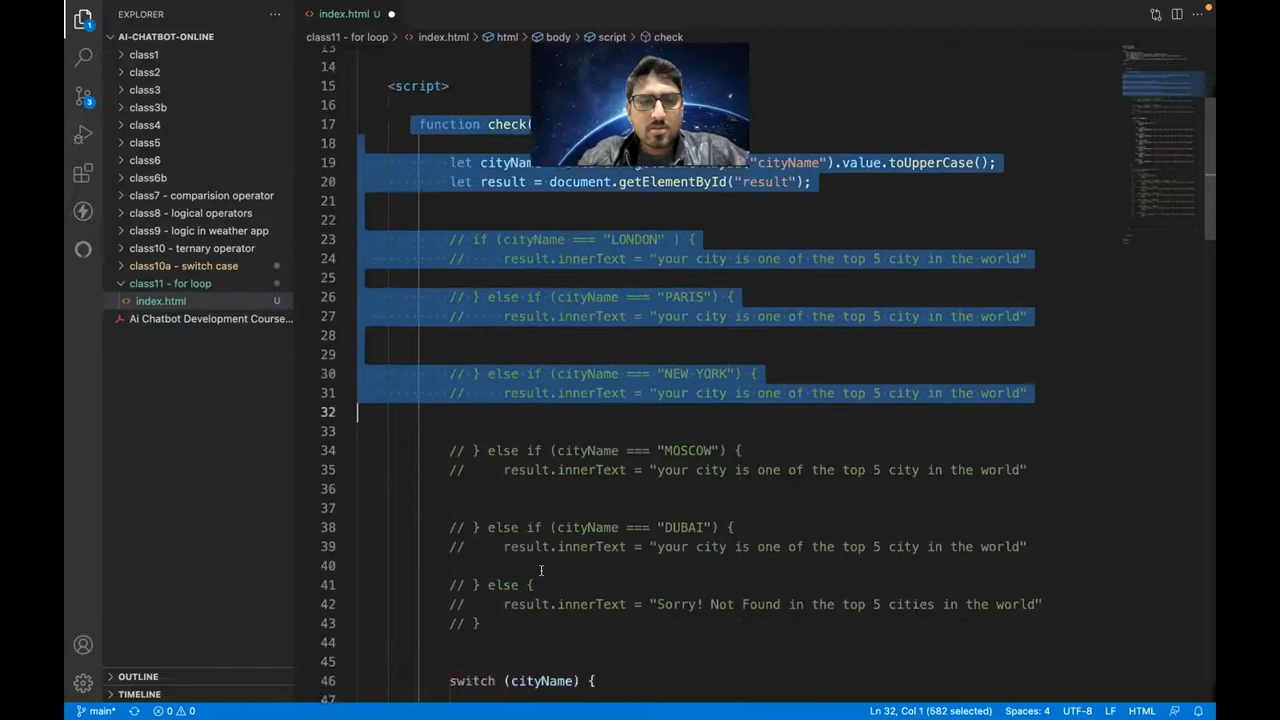 EXPLORER
index.html U
AI-CHATBOT-ONLINE
class1
class2
class3
class3b
class4
class5
class6
class6b
class7 - comparision operator
class8 - logical operators
class9 - logic in weather app
class10 - ternary operator
class10a - switch case
class11 - for loop
index.html U
Ai Chatbot Development Course...
OUTLINE
TIMELINE
1
3
class11 - for loop > index.html > html > body > script > check
13
14
15 <script>
16
17 function check(
18
19 let cityNam "cityName").value.toUpperCase();
20 let result = document.getElementById("result");
21
22
23 // if (cityName === "LONDON" ) {
24 // result.innerText = "your city is one of the top 5 city in the world"
25
26 // } else if (cityName === "PARIS") {
27 // result.innerText = "your city is one of the top 5 city in the world"
28
29
30 // } else if (cityName === "NEW YORK") {
31 // result.innerText = "your city is one of the top 5 city in the world"
32
33
34 // } else if (cityName === "MOSCOW") {
35 // result.innerText = "your city is one of the top 5 city in the world"
36
37
38 // } else if (cityName === "DUBAI") {
39 // result.innerText = "your city is one of the top 5 city in the world"
40
41 // } else {
42 // result.innerText = "Sorry! Not Found in the top 5 cities in the world"
43 // }
44
45
46 switch (cityName) {
47
main* 0 0 Ln 32, Col 1 (582 selected) Spaces: 4 UTF-8 LF HTML